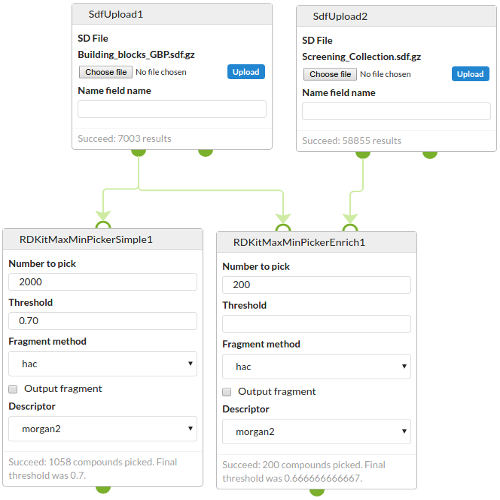 SdfUpload1
SD File
Building_blocks_GBP.sdf.gz
Choose file No file chosen Upload
Name field name
Succeed: 7003 results
SdfUpload2
SD File
Screening_Collection.sdf.gz
Choose file No file chosen Upload
Name field name
Succeed: 58855 results
RDKitMaxMinPickerSimple1
Number to pick
2000
Threshold
0.70
Fragment method
hac
Output fragment
Descriptor
morgan2
Succeed: 1058 compounds picked. Final
threshold was 0.7.
RDKitMaxMinPickerEnrich1
Number to pick
200
Threshold
Fragment method
hac
Output fragment
Descriptor
morgan2
Succeed: 200 compounds picked. Final
threshold was 0.666666666667.